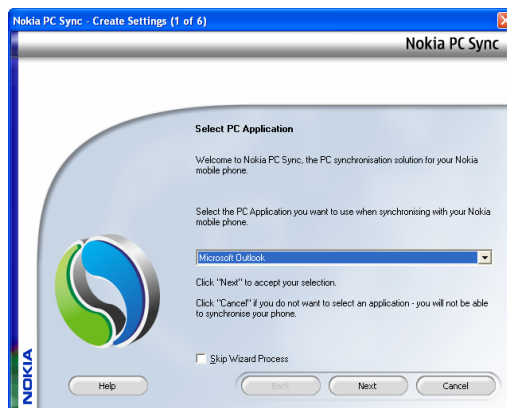 Nokia PC Sync - Create Settings (1 of 6)
Nokia PC Sync
Select PC Application
Welcome to Nokia PC Sync, the PC synchronisation solution for your Nokia
mobile phone.
Select the PC Application you want to use when synchronising with your Nokia
mobile phone.
Microsoft Outlook
Click "Next" to accept your selection.
Click "Cancel" if you do not want to select an application - you will not be able
to synchronise your phone.
Skip Wizard Process
NOKIA
Help
Back
Next
Cancel